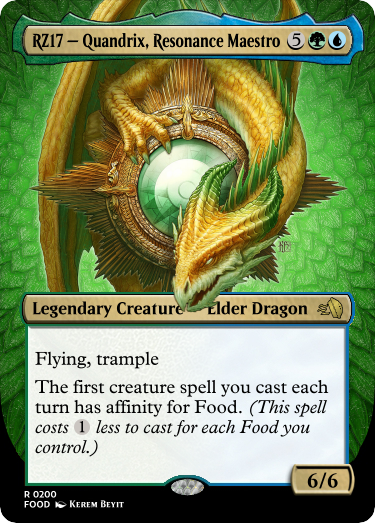 RZ17 — Quandrix, Resonance Maestro 5
Legendary Creature — Elder Dragon
Flying, trample
The first creature spell you cast each
turn has affinity for Food. (This spell
costs 1 less to cast for each Food you
control.)
6/6
R 0200
FOOD Kerem Beyit